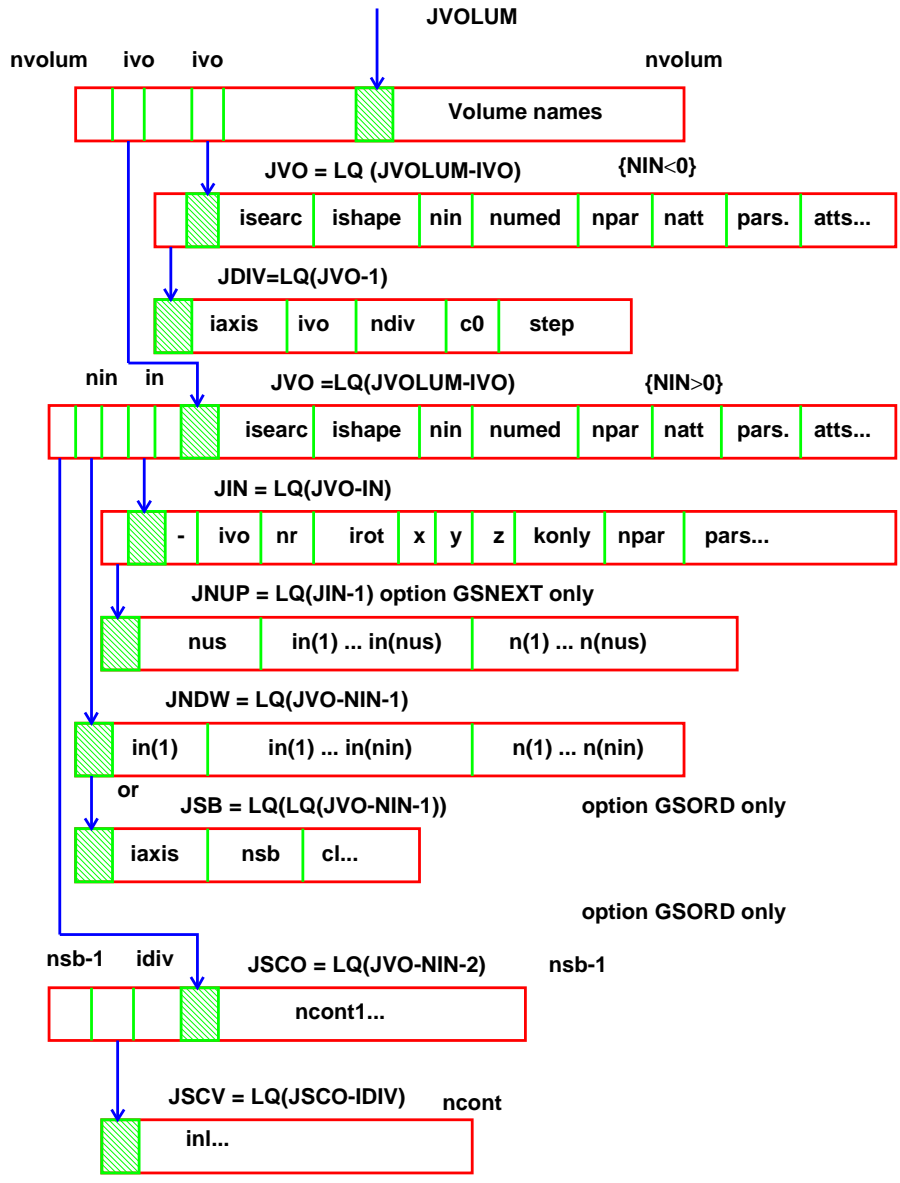 JVOLUM
nvolum ivo ivo nvolum
Volume names
JVO = LQ (JVOLUM-IVO) {NIN<0}
isearc ishape nin numed npar natt pars. atts...
JDIV=LQ(JVO-1)
iaxis ivo ndiv c0 step
nin in JVO =LQ(JVOLUM-IVO) {NIN>0}
isearc ishape nin numed npar natt pars. atts...
JIN = LQ(JVO-IN)
- ivo nr irot x y z konly npar pars...
JNUP = LQ(JIN-1) option GSNEXT only
nus in(1) ... in(nus) n(1) ... n(nus)
JNDW = LQ(JVO-NIN-1)
in(1) in(1) ... in(nin) n(1) ... n(nin)
or
JSB = LQ(LQ(JVO-NIN-1)) option GSORD only
iaxis nsb cl...
option GSORD only
nsb-1 idiv JSCO = LQ(JVO-NIN-2) nsb-1
ncont1...
JSCV = LQ(JSCO-IDIV) ncont
inl...